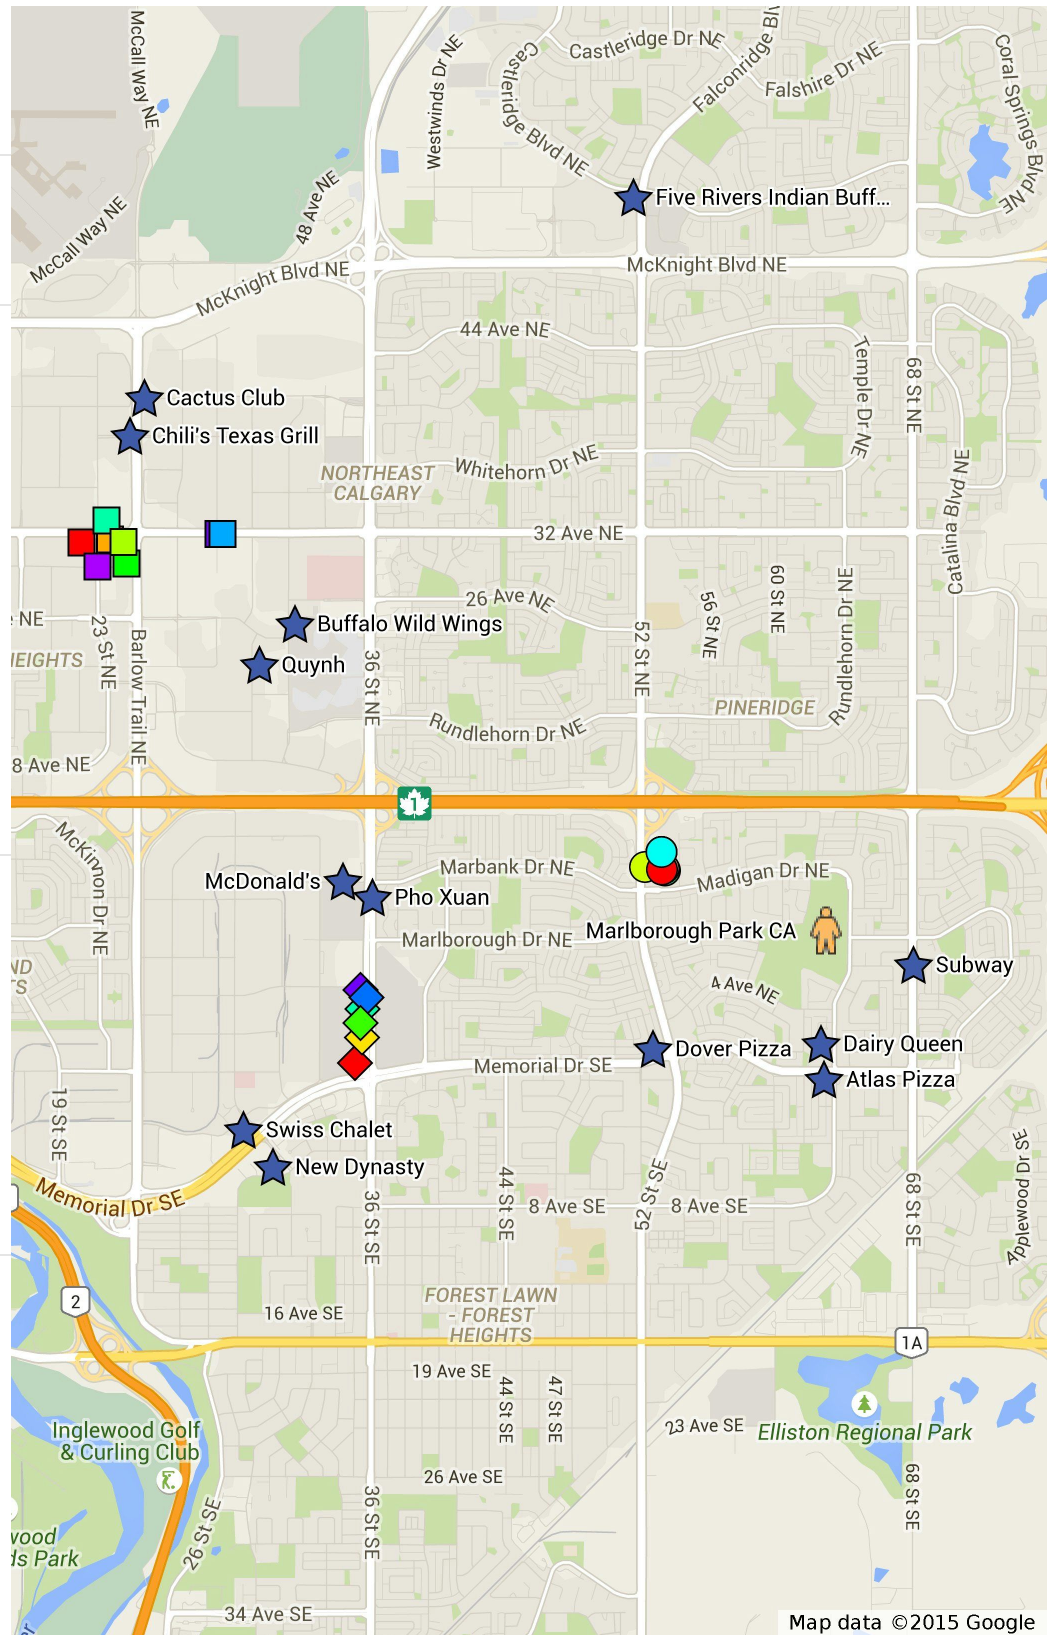 McCall Way NE
Westwinds Dr NE
Castleridge Dr NE
Castleridge Blvd NE
Falconridge Blv
Falshire Dr NE
Coral Springs Blvd NE
McCall Way NE
48 Ave NE
Five Rivers Indian Buff...
McKnight Blvd NE
McKnight Blvd NE
44 Ave NE
Temple Dr NE
68 St NE
Cactus Club
Chili's Texas Grill
NORTHEAST
CALGARY
Whitehorn Dr NE
Catalina Blvd NE
32 Ave NE
26 Ave NE
56 St NE
60 St NE
Rundlehorn Dr NE
NE
Buffalo Wild Wings
HEIGHTS
23 St NE
Barlow Trail NE
Quynh
36 St NE
52 St NE
PINERIDGE
Rundlehorn Dr NE
8 Ave NE
1
McKinnon Dr NE
Marbank Dr NE
Madigan Dr NE
McDonald's
Pho Xuan
Marlborough Park CA
Marlborough Dr NE
ND
TS
Subway
4 Ave NE
Dover Pizza
Dairy Queen
Memorial Dr SE
Atlas Pizza
19 St SE
Swiss Chalet
New Dynasty
Memorial Dr SE
36 St SE
44 St SE
8 Ave SE
52 St SE
8 Ave SE
68 St SE
Applewood Dr SE
2
16 Ave SE
FOREST LAWN
- FOREST
HEIGHTS
1A
19 Ave SE
44 St SE
47 St SE
23 Ave SE
Elliston Regional Park
Inglewood Golf
& Curling Club
26 Ave SE
68 St SE
36 St SE
26 St SE
wood
ds Park
34 Ave SE
er
Map data ©2015 Google